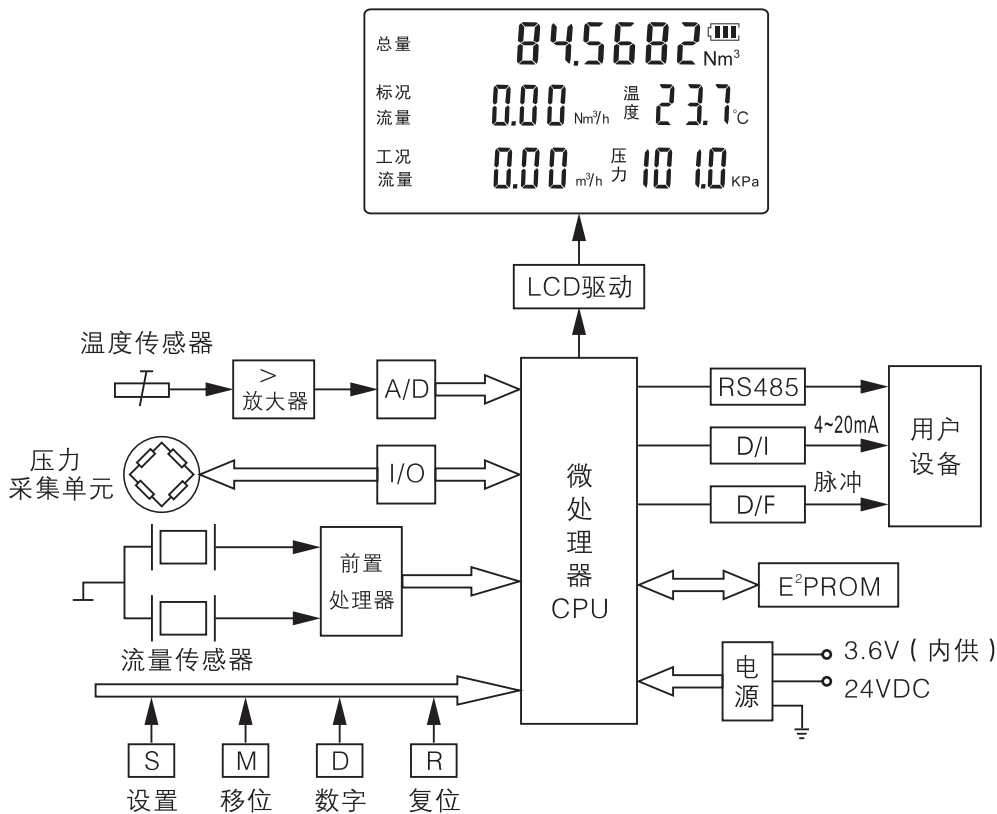 总量 84.5682 Nm³
标况
流量 0.00 Nm³/h 温度 23.7 ℃
工况
流量 0.00 m³/h 压力 101.0 KPa
LCD驱动
温度传感器
>
放大器
A/D
压力
采集单元
I/O
前置
处理器
流量传感器
微处理器
CPU
RS485
4~20mA
D/I
脉冲
D/F
用户
设备
E²PROM
电源
3.6V(内供)
24VDC
S M D R
设置 移位 数字 复位